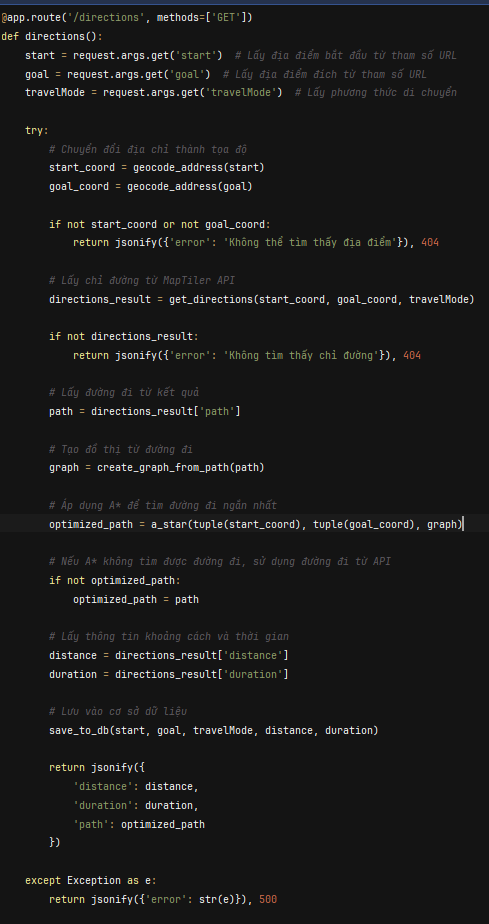 @app.route('/directions', methods=['GET'])
def directions():
    start = request.args.get('start')  # Lấy địa điểm bắt đầu từ tham số URL
    goal = request.args.get('goal')  # Lấy địa điểm đích từ tham số URL
    travelMode = request.args.get('travelMode')  # Lấy phương thức di chuyển

    try:
        # Chuyển đổi địa chỉ thành tọa độ
        start_coord = geocode_address(start)
        goal_coord = geocode_address(goal)

        if not start_coord or not goal_coord:
            return jsonify({'error': 'Không thể tìm thấy địa điểm'}), 404

        # Lấy chỉ đường từ MapTiler API
        directions_result = get_directions(start_coord, goal_coord, travelMode)

        if not directions_result:
            return jsonify({'error': 'Không tìm thấy chỉ đường'}), 404

        # Lấy đường đi từ kết quả
        path = directions_result['path']

        # Tạo đồ thị từ đường đi
        graph = create_graph_from_path(path)

        # Áp dụng A* để tìm đường đi ngắn nhất
        optimized_path = a_star(tuple(start_coord), tuple(goal_coord), graph)

        # Nếu A* không tìm được đường đi, sử dụng đường đi từ API
        if not optimized_path:
            optimized_path = path

        # Lấy thông tin khoảng cách và thời gian
        distance = directions_result['distance']
        duration = directions_result['duration']

        # Lưu vào cơ sở dữ liệu
        save_to_db(start, goal, travelMode, distance, duration)

        return jsonify({
            'distance': distance,
            'duration': duration,
            'path': optimized_path
        })

    except Exception as e:
        return jsonify({'error': str(e)}), 500